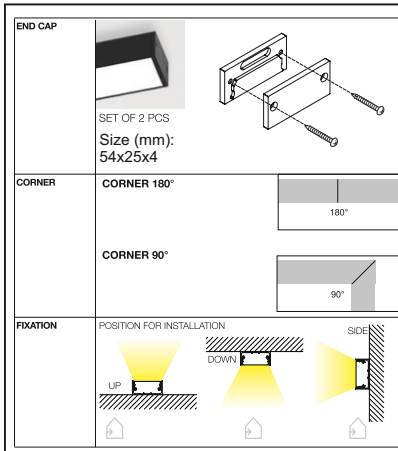 END CAP
SET OF 2 PCS
Size (mm):
54x25x4
CORNER
CORNER 180°
180°
CORNER 90°
90°
FIXATION
POSITION FOR INSTALLATION
UP
DOWN
SIDE